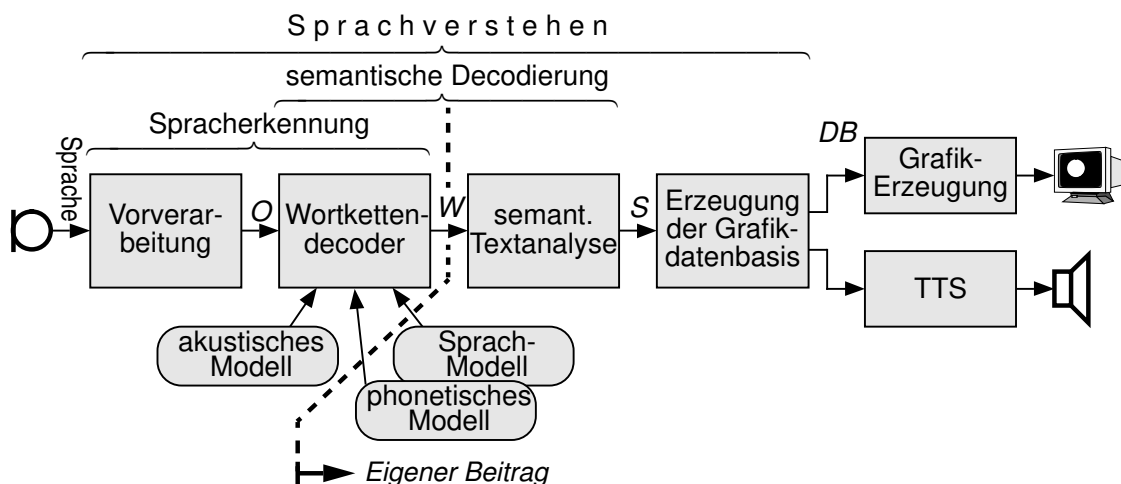 S p r a c h v e r s t e h e n
semantische Decodierung
Spracherkennung
Sprache
Vorverar-
beitung
O
Wortketten-
decoder
W
semant.
Textanalyse
S
Erzeugung
der Grafik-
datenbasis
DB
Grafik-
Erzeugung
TTS
akustisches
Modell
Sprach-
Modell
phonetisches
Modell
Eigener Beitrag